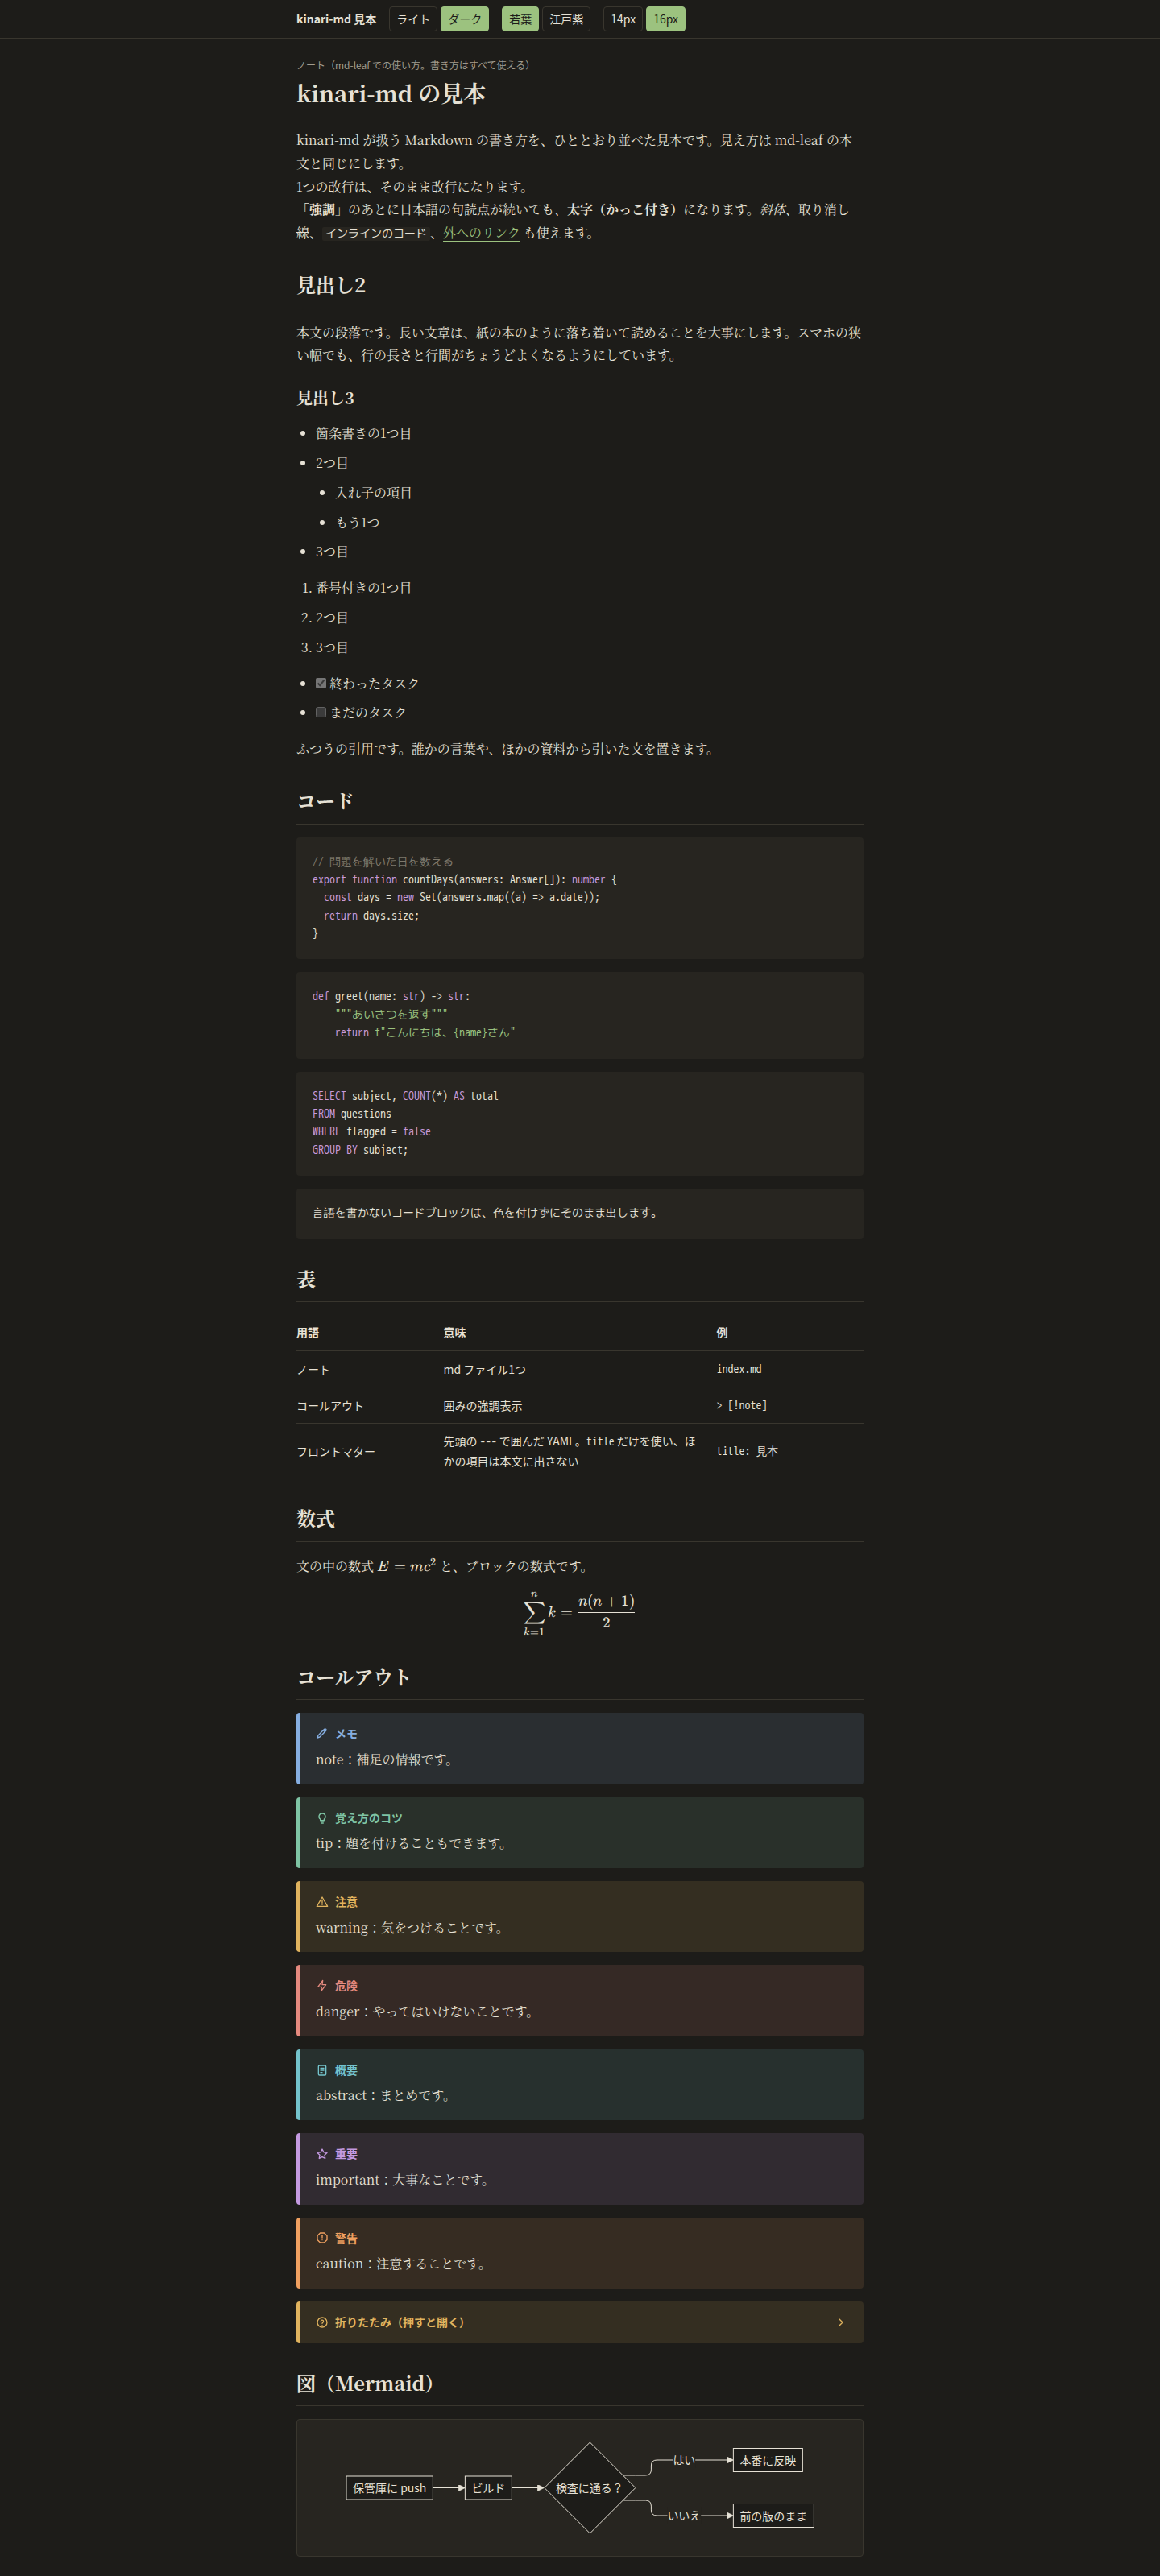 kinari-md 見本 ライト ダーク 若葉 江戸紫 14px 16px
ノート（md-leaf での使い方。書き方はすべて使える）
kinari-md の見本
kinari-md が扱う Markdown の書き方を、ひととおり並べた見本です。見え方は md-leaf の本
文と同じにします。
1つの改行は、そのまま改行になります。
「強調」のあとに日本語の句読点が続いても、太字（かっこ付き）になります。斜体、取り消し
線、インラインのコード、外へのリンク も使えます。
見出し2
本文の段落です。長い文章は、紙の本のように落ち着いて読めることを大事にします。スマホの狭
い幅でも、行の長さと行間がちょうどよくなるようにしています。
見出し3
• 箇条書きの1つ目
• 2つ目
• 入れ子の項目
• もう1つ
• 3つ目
1. 番号付きの1つ目
2. 2つ目
3. 3つ目
• 終わったタスク
• まだのタスク
ふつうの引用です。誰かの言葉や、ほかの資料から引いた文を置きます。
コード
// 問題を解いた日を数える
export function countDays(answers: Answer[]): number {
  const days = new Set(answers.map((a) => a.date));
  return days.size;
}
def greet(name: str) -> str:
    """あいさつを返す"""
    return f"こんにちは、{name}さん"
SELECT subject, COUNT(*) AS total
FROM questions
WHERE flagged = false
GROUP BY subject;
言語を書かないコードブロックは、色を付けずにそのまま出します。
表
用語 意味 例
ノート md ファイル1つ index.md
コールアウト 囲みの強調表示 > [!note]
フロントマター 先頭の --- で囲んだ YAML。title だけを使い、ほ
かの項目は本文に出さない title: 見本
数式
文の中の数式 E = mc² と、ブロックの数式です。
∑_{k=1}^{n} k = n(n + 1) / 2
コールアウト
メモ
note：補足の情報です。
覚え方のコツ
tip：題を付けることもできます。
注意
warning：気をつけることです。
危険
danger：やってはいけないことです。
概要
abstract：まとめです。
重要
important：大事なことです。
警告
caution：注意することです。
折りたたみ（押すと開く）
図（Mermaid）
保管庫に push ビルド 検査に通る？ はい 本番に反映
いいえ 前の版のまま